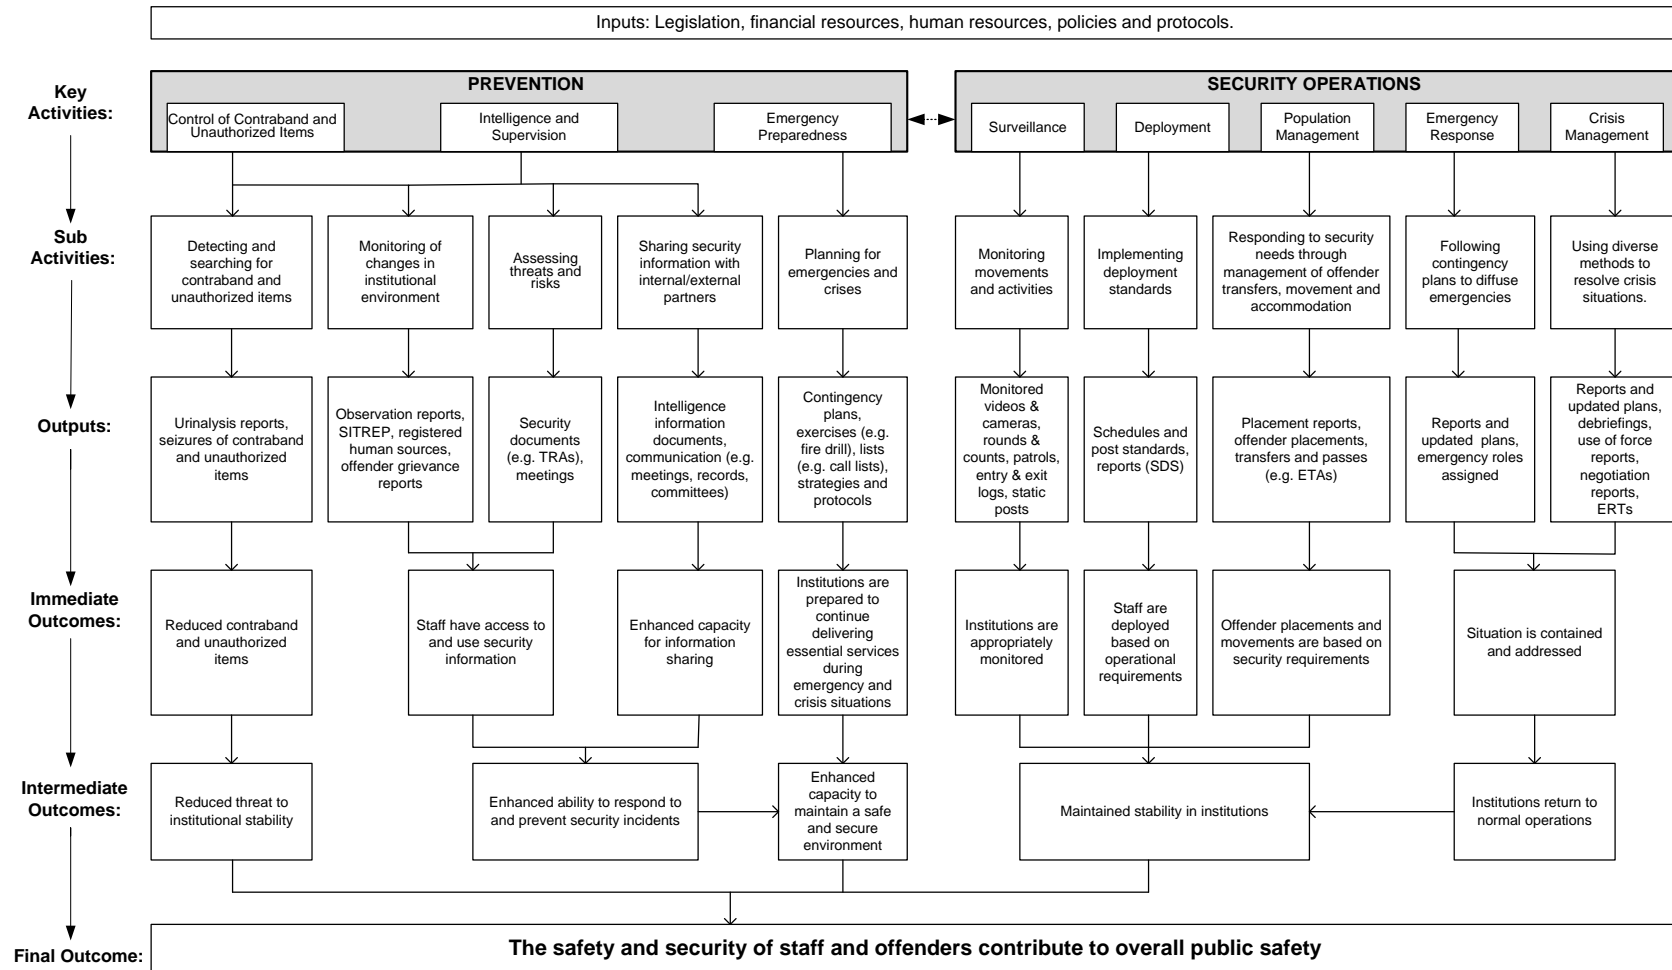 Inputs: Legislation, financial resources, human resources, policies and protocols.
Key
Activities:
PREVENTION
Control of Contraband and
Unauthorized Items
Intelligence and
Supervision
Emergency
Preparedness
SECURITY OPERATIONS
Surveillance
Deployment
Population
Management
Emergency
Response
Crisis
Management
Sub
Activities:
Detecting and
searching for
contraband and
unauthorized items
Monitoring of
changes in
institutional
environment
Assessing
threats and
risks
Sharing security
information with
internal/external
partners
Planning for
emergencies and
crises
Monitoring
movements
and activities
Implementing
deployment
standards
Responding to security
needs through
management of offender
transfers, movement and
accommodation
Following
contingency
plans to diffuse
emergencies
Using diverse
methods to
resolve crisis
situations.
Outputs:
Urinalysis reports,
seizures of contraband
and unauthorized
items
Observation reports,
SITREP, registered
human sources,
offender grievance
reports
Security
documents
(e.g. TRAs),
meetings
Intelligence
information
documents,
communication (e.g.
meetings, records,
committees)
Contingency
plans,
exercises (e.g.
fire drill), lists
(e.g. call lists),
strategies and
protocols
Monitored
videos &
cameras,
rounds &
counts, patrols,
entry & exit
logs, static
posts
Schedules and
post standards,
reports (SDS)
Placement reports,
offender placements,
transfers and passes
(e.g. ETAs)
Reports and
updated plans,
emergency roles
assigned
Reports and
updated plans,
debriefings,
use of force
reports,
negotiation
reports,
ERTs
Immediate
Outcomes:
Reduced contraband
and unauthorized
items
Staff have access to
and use security
information
Enhanced capacity
for information
sharing
Institutions are
prepared to
continue
delivering
essential services
during
emergency and
crisis situations
Institutions are
appropriately
monitored
Staff are
deployed
based on
operational
requirements
Offender placements and
movements are based on
security requirements
Situation is contained
and addressed
Intermediate
Outcomes:
Reduced threat to
institutional stability
Enhanced ability to respond to
and prevent security incidents
Enhanced
capacity to
maintain a safe
and secure
environment
Maintained stability in institutions
Institutions return to
normal operations
Final Outcome:
The safety and security of staff and offenders contribute to overall public safety